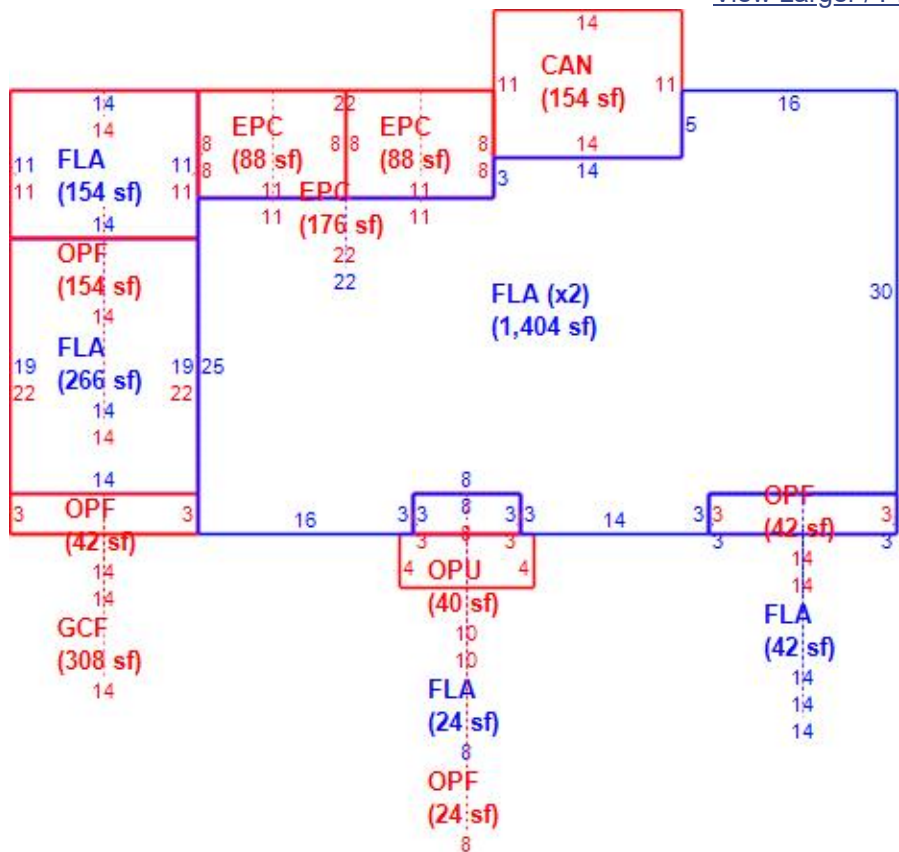 14
14 22 16
14 CAN
11 11
(154 sf)
EPC EPC
8 8 8 8 5
(88 sf) (88 sf)
11 FLA 11 8 14
11 (154 sf) 11 8 3 14
11 11
EPC
11 11
(176 sf)
14
OPF 22
(154 sf) 22
14
FLA (x2)
(1,404 sf)
30
FLA
19 19 25
22 (266 sf) 22
14
14
14 8
OPF
3 3 8 3
(42 sf)
16 3 3 3 3 14 3
8 OPF
3 3 (42 sf) 3 3
14 4 OPU 4 14
14 (40 sf) 14
GCF 10 FLA
(308 sf) 10 (42 sf)
14 FLA 14
(24 sf) 14
8 14
OPF
(24 sf)
8